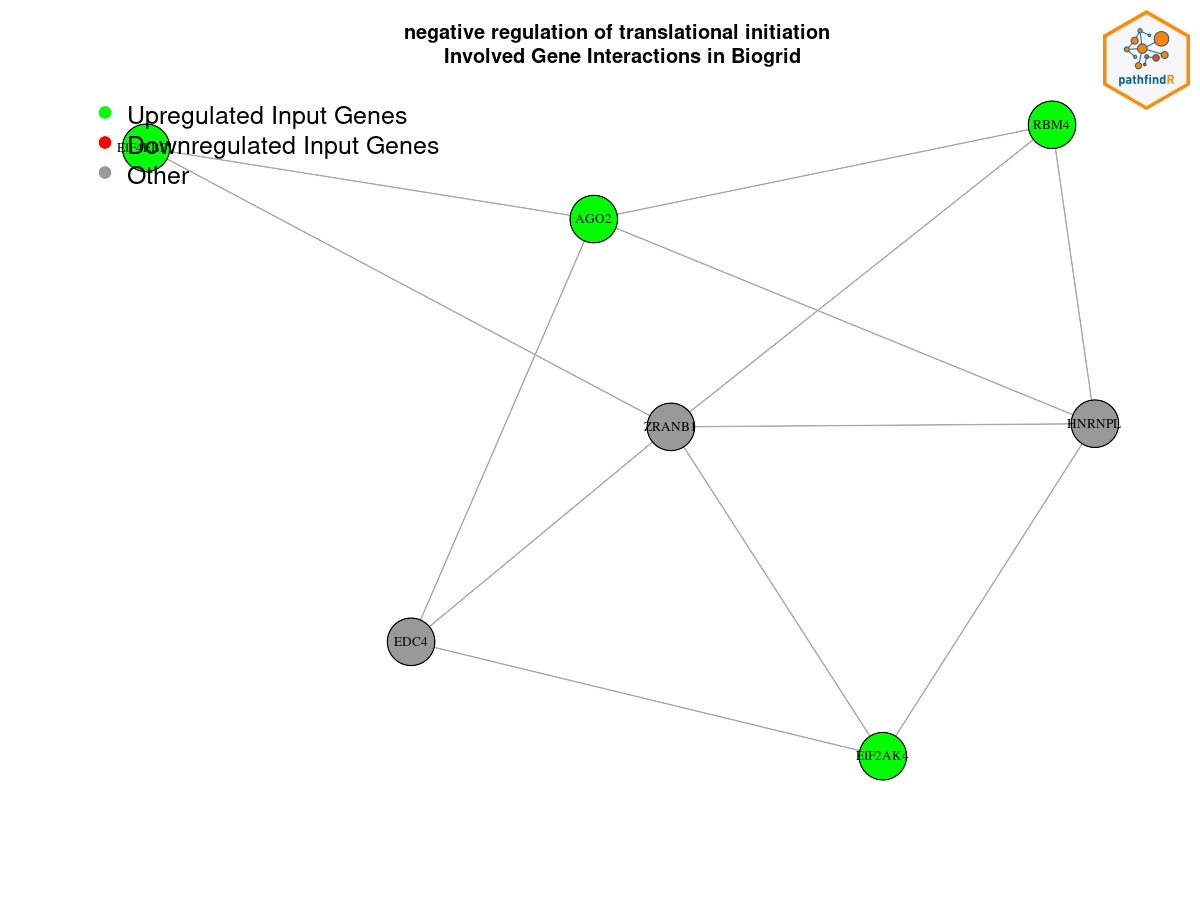 negative regulation of translational initiation
Involved Gene Interactions in Biogrid
pathfindR
Upregulated Input Genes
Downregulated Input Genes
Other
RBM4
AGO2
ZRANB1
HNRNPL
EDC4
EIF2AK4